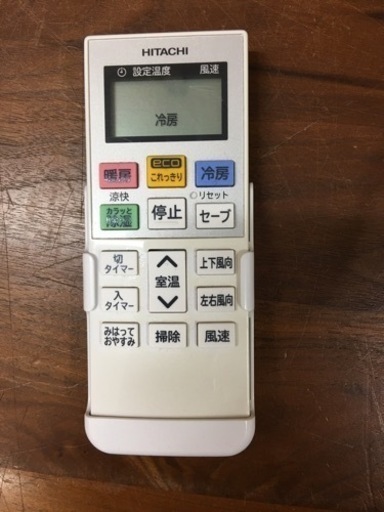 HITACHI
設定温度 風速
冷房
暖房
eco
これっきり
冷房
涼快
リセット
カラッと
除湿
停止
セーブ
切
タイマー
室温
上下風向
入
タイマー
左右風向
みはって
おやすみ
掃除
風速